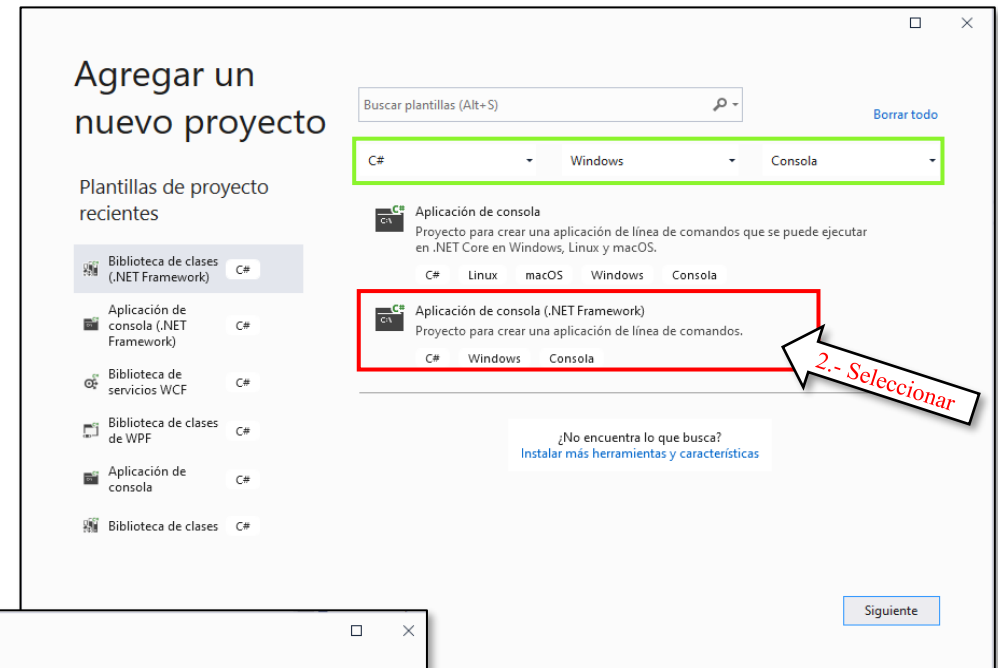 Agregar un
nuevo proyecto
Plantillas de proyecto
recientes
Biblioteca de clases
(.NET Framework)
C#
Aplicación de
consola (.NET
Framework)
C#
Biblioteca de
servicios WCF
C#
Biblioteca de clases
de WPF
C#
Aplicación de
consola
C#
Biblioteca de clases
C#
Buscar plantillas (Alt+S)
Borrar todo
C# Windows Consola
Aplicación de consola
Proyecto para crear una aplicación de línea de comandos que se puede ejecutar
en .NET Core en Windows, Linux y macOS.
C# Linux macOS Windows Consola
Aplicación de consola (.NET Framework)
Proyecto para crear una aplicación de línea de comandos.
C# Windows Consola
2.- Seleccionar
¿No encuentra lo que busca?
Instalar más herramientas y características
Siguiente